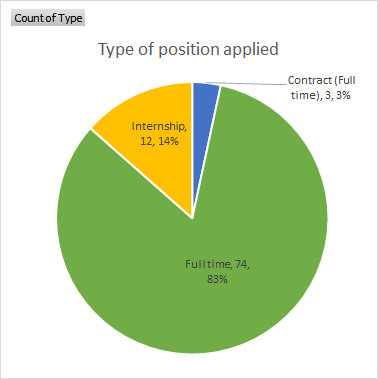 Count of Type
Type of position applied
Contract (Full
time), 3, 3%
Internship,
12, 14%
Full time, 74,
83%